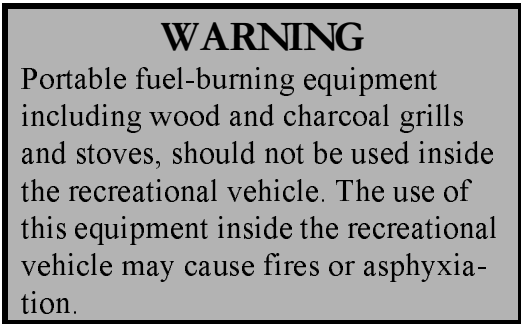 WARNING
Portable fuel-burning equipment
including wood and charcoal grills
and stoves, should not be used inside
the recreational vehicle. The use of
this equipment inside the recreational
vehicle may cause fires or asphyxia-
tion.